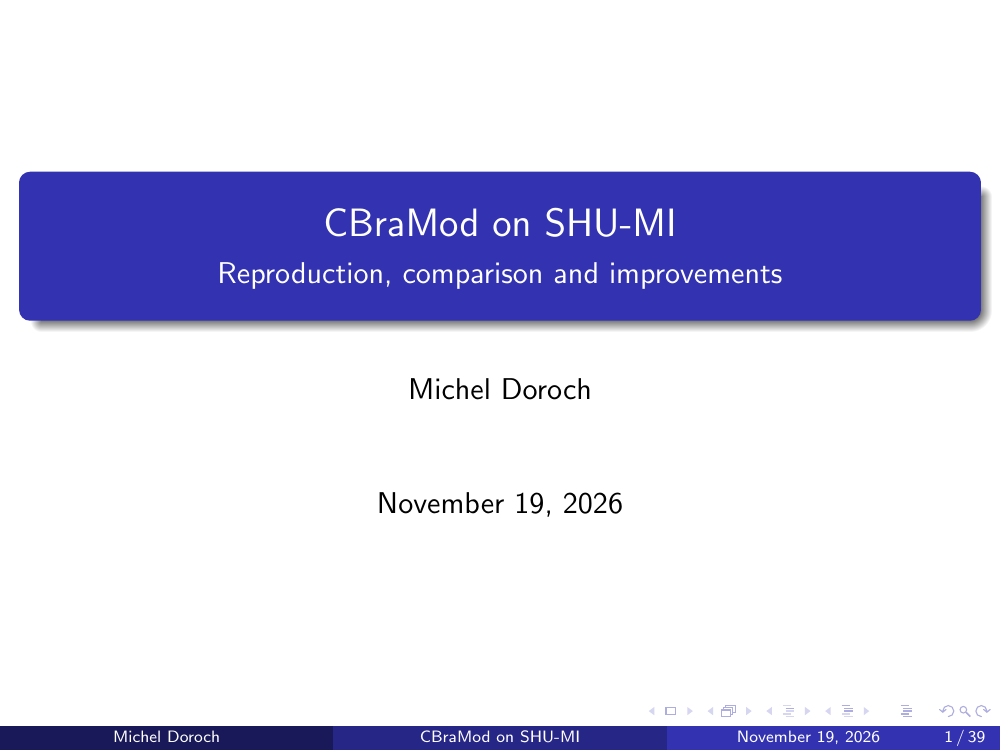 CBraMod on SHU-MI
Reproduction, comparison and improvements
Michel Doroch
November 19, 2026
Michel Doroch CBraMod on SHU-MI November 19, 2026 1 / 39